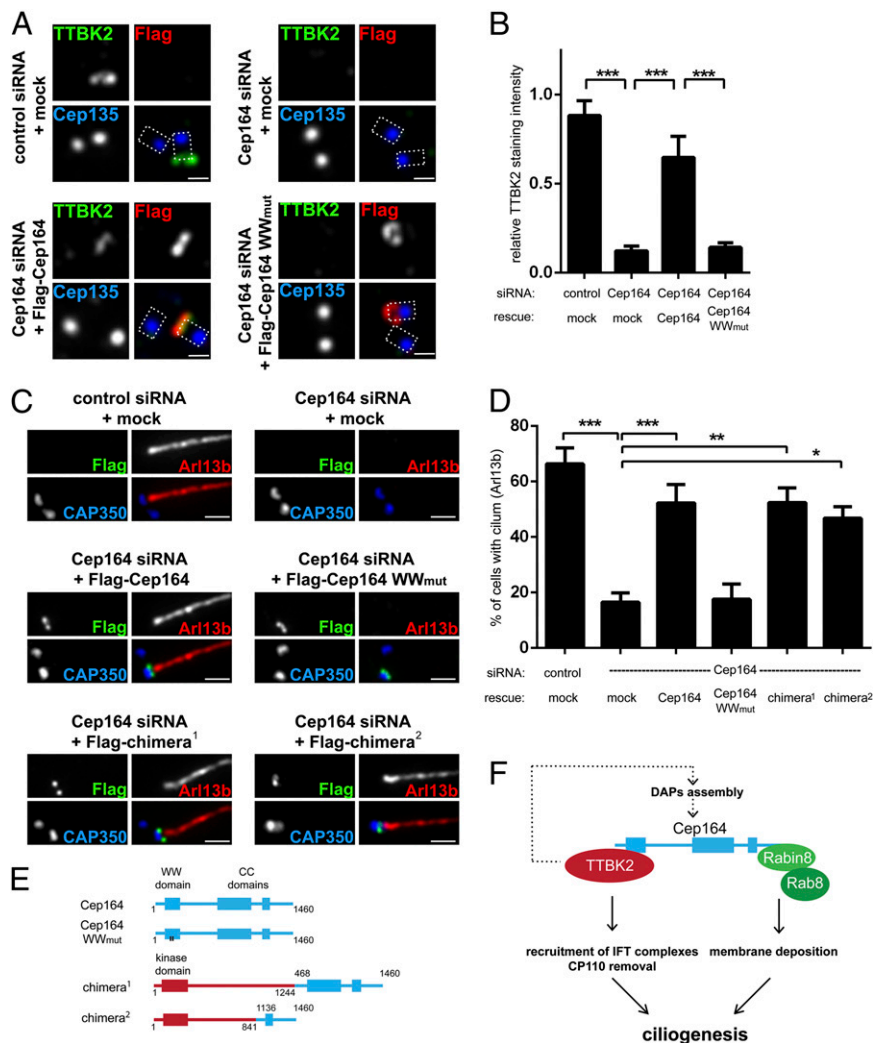 A
TTBK2 Flag
Cep135
control siRNA
+ mock
TTBK2 Flag
Cep135
Cep164 siRNA
+ mock
TTBK2 Flag
Cep135
Cep164 siRNA
+ Flag-Cep164
TTBK2 Flag
Cep135
Cep164 siRNA
+ Flag-Cep164 WWmut
B
relative TTBK2 staining intensity
1.0
0.5
0.0
*** *** ***
siRNA: control Cep164 Cep164 Cep164
rescue: mock mock Cep164 Cep164
WWmut
C
control siRNA
+ mock
Flag Arl13b
CAP350
Cep164 siRNA
+ mock
Flag Arl13b
CAP350
Cep164 siRNA
+ Flag-Cep164
Flag Arl13b
CAP350
Cep164 siRNA
+ Flag-Cep164 WWmut
Flag Arl13b
CAP350
Cep164 siRNA
+ Flag-chimera1
Flag Arl13b
CAP350
Cep164 siRNA
+ Flag-chimera2
Flag Arl13b
CAP350
D
% of cells with cilum (Arl13b)
80
60
40
20
0
*** ***
**
*
siRNA: control Cep164
rescue: mock mock Cep164 Cep164 chimera1 chimera2
WWmut
E
WW CC
domain domains
Cep164
1 1460
Cep164
WWmut
1 1460
kinase
domain
chimera1
468 1460
1 1244
chimera2
1136 1460
1 841
F
DAPs assembly
Cep164
TTBK2
Rabin8
Rab8
recruitment of IFT complexes membrane deposition
CP110 removal
ciliogenesis